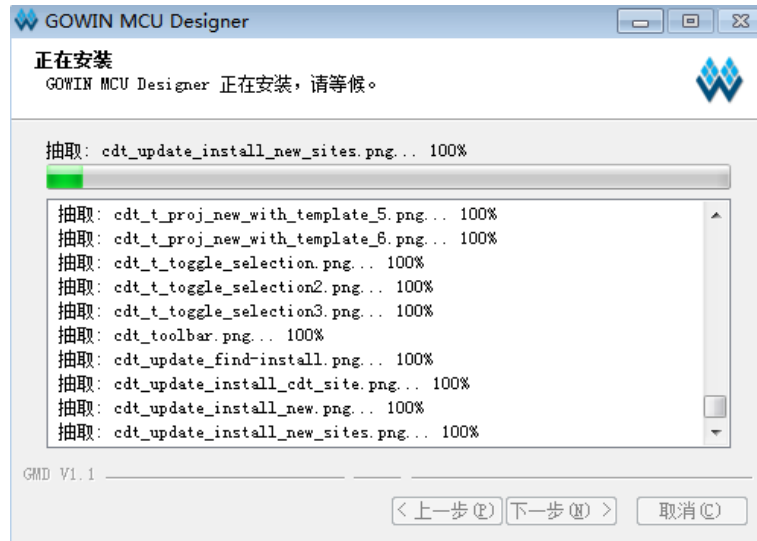 GOWIN MCU Designer
正在安装
GOWIN MCU Designer 正在安装，请等候。
抽取: cdt_update_install_new_sites.png... 100%
抽取: cdt_t_proj_new_with_template_5.png... 100%
抽取: cdt_t_proj_new_with_template_6.png... 100%
抽取: cdt_t_toggle_selection.png... 100%
抽取: cdt_t_toggle_selection2.png... 100%
抽取: cdt_t_toggle_selection3.png... 100%
抽取: cdt_toolbar.png... 100%
抽取: cdt_update_find-install.png... 100%
抽取: cdt_update_install_cdt_site.png... 100%
抽取: cdt_update_install_new.png... 100%
抽取: cdt_update_install_new_sites.png... 100%
GMD V1.1
< 上一步(P) 下一步(N) > 取消(C)